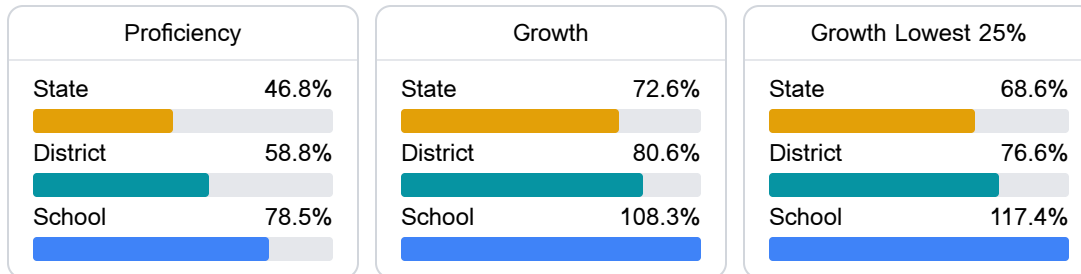 Proficiency
State 46.8%
District 58.8%
School 78.5%
Growth
State 72.6%
District 80.6%
School 108.3%
Growth Lowest 25%
State 68.6%
District 76.6%
School 117.4%